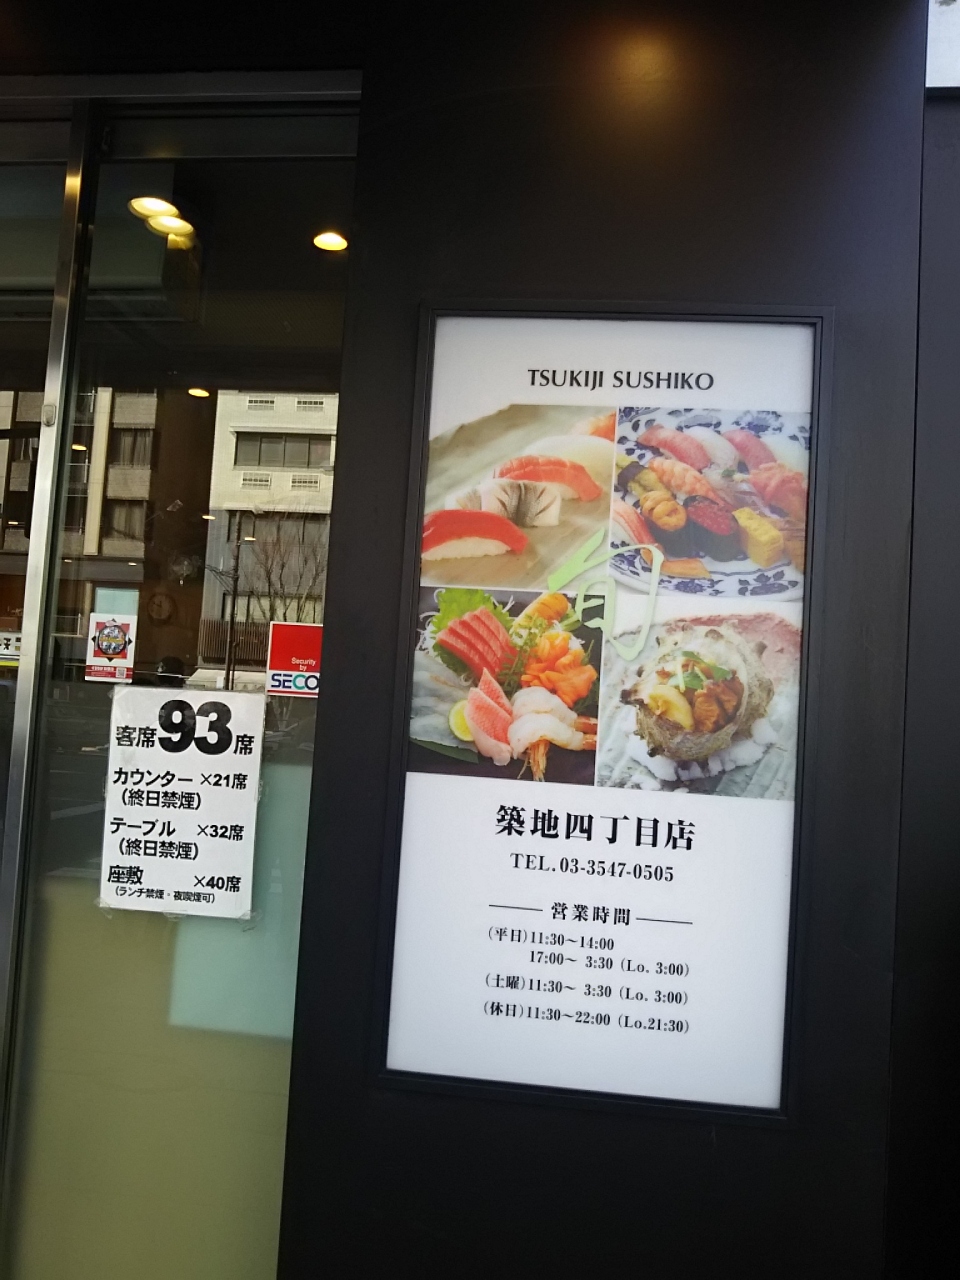 TSUKIJI SUSHIKO
旬
築地四丁目店
TEL.03-3547-0505
営業時間
(平日)11:30～14:00
17:00～ 3:30 (Lo. 3:00)
(土曜)11:30～ 3:30 (Lo. 3:00)
(休日)11:30～22:00 (Lo.21:30)
Security
by
SECO
客席93席
カウンター ×21席
(終日禁煙)
テーブル ×32席
(終日禁煙)
座敷 ×40席
(ランチ禁煙・夜喫煙可)